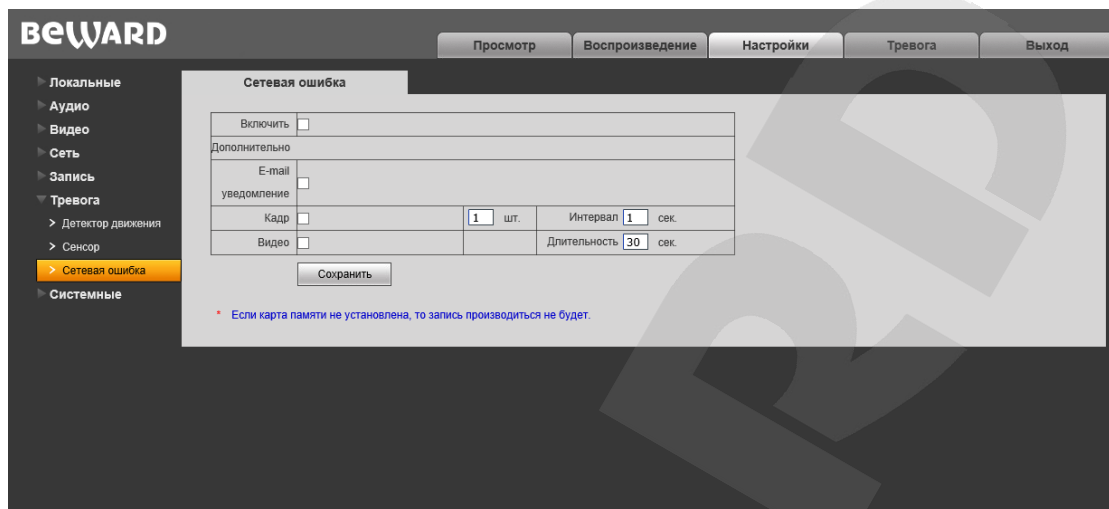 BEWARD
Просмотр Воспроизведение Настройки Тревога Выход
Локальные
Аудио
Видео
Сеть
Запись
Тревога
> Детектор движения
> Сенсор
> Сетевая ошибка
Системные
Сетевая ошибка
Включить
Дополнительно
E-mail
уведомление
Кадр 1 шт. Интервал 1 сек.
Видео Длительность 30 сек.
Сохранить
* Если карта памяти не установлена, то запись производиться не будет.